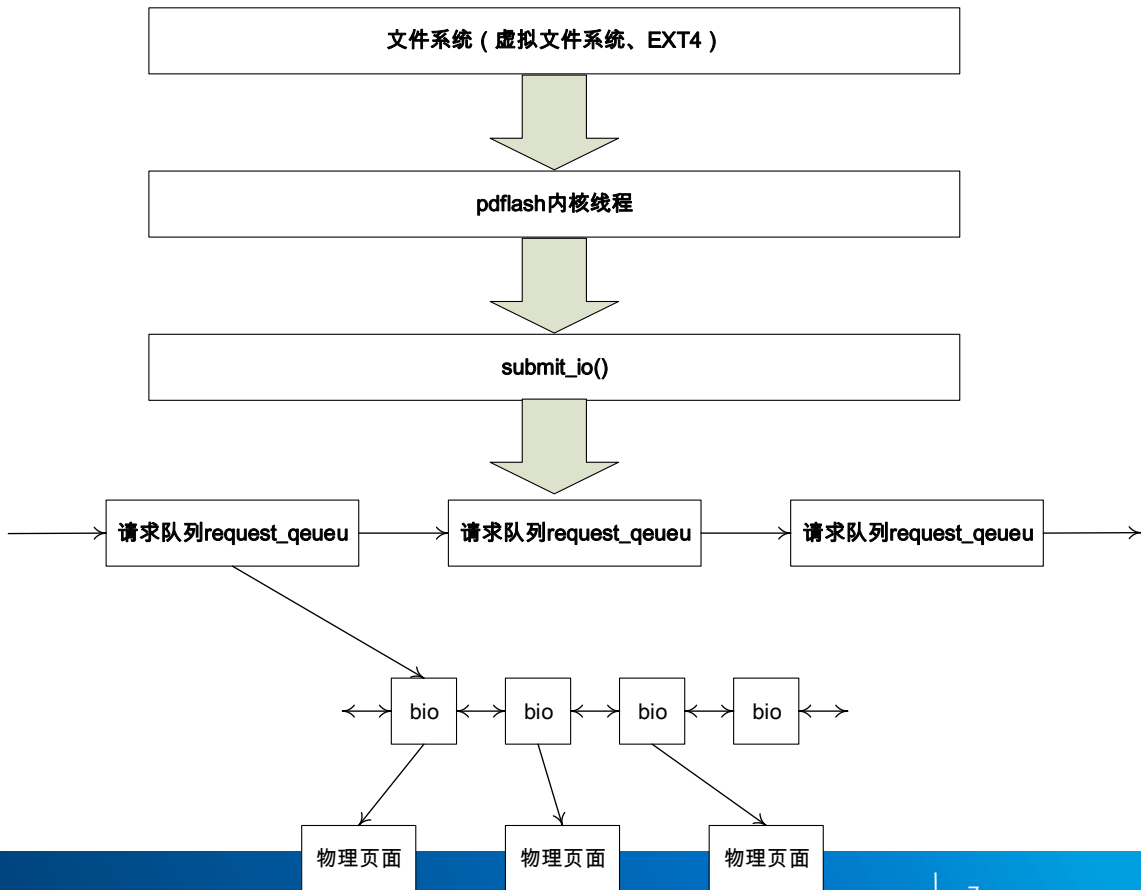 文件系统（虚拟文件系统、EXT4）
pdflash内核线程
submit_io()
请求队列request_qeueu
请求队列request_qeueu
请求队列request_qeueu
bio
bio
bio
bio
物理页面
物理页面
物理页面